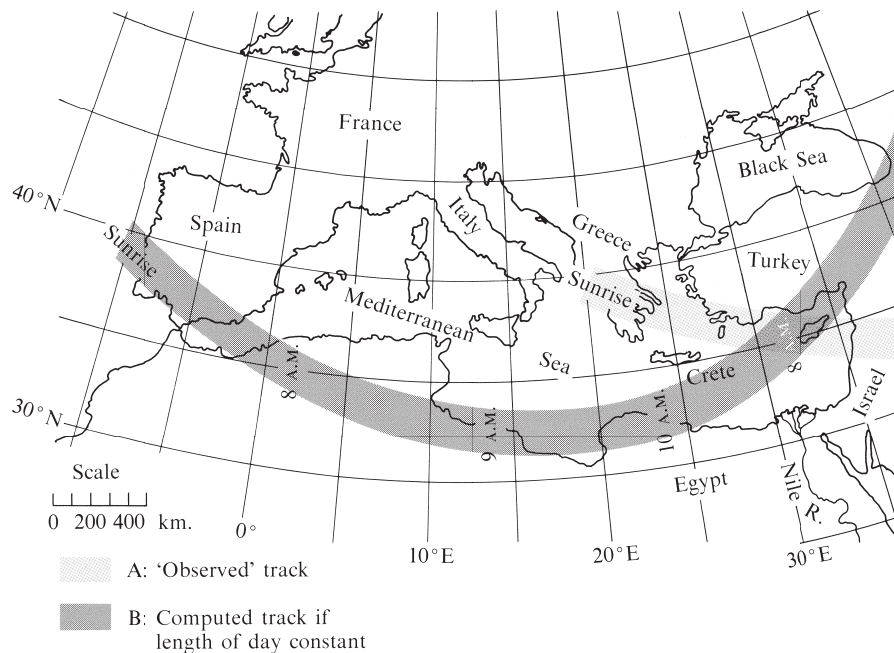 France
Black Sea
40°N
Spain
Italy
Greece
Sunrise
Turkey
Sunrise
Mediterranean
Sea
8 A.M.
8 A.M.
Crete
Israel
30°N
9 A.M.
10 A.M.
Scale
Egypt
Nile R.
0 200 400 km.
0°
10°E
20°E
30°E
A: ‘Observed’ track
B: Computed track if
length of day constant